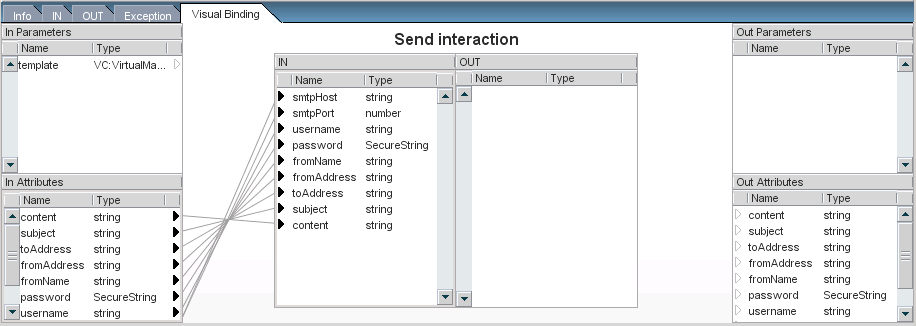 Info IN OUT Exception Visual Binding
In Parameters
Name Type
template VC:VirtualMa...
In Attributes
Name Type
content string
subject string
toAddress string
fromAddress string
fromName string
password SecureString
username string
Send interaction
IN OUT
Name Type Name Type
smtpHost string
smtpPort number
username string
password SecureString
fromName string
fromAddress string
toAddress string
subject string
content string
Out Parameters
Name Type
Out Attributes
Name Type
content string
subject string
toAddress string
fromAddress string
fromName string
password SecureString
username string